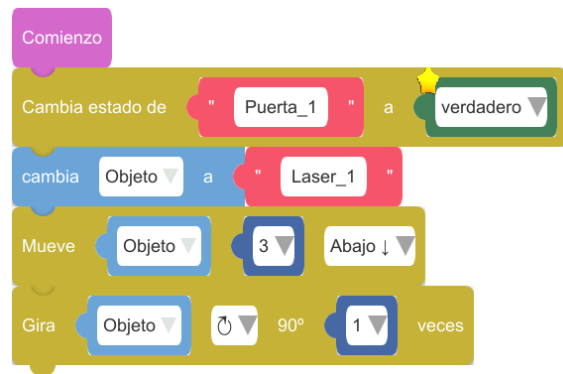 Comienzo
Cambia estado de " Puerta_1 " a verdadero
cambia Objeto a " Laser_1 "
Mueve Objeto 3 Abajo ↓
Gira Objeto ↻ 90º 1 veces